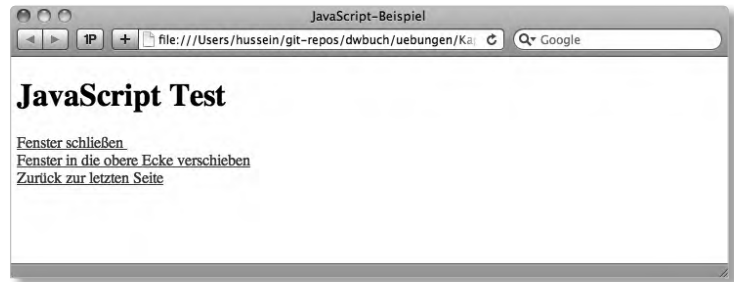 JavaScript-Beispiel
1P + file:///Users/hussein/git-repos/dwbuch/uebungen/Ka Google
JavaScript Test
Fenster schließen
Fenster in die obere Ecke verschieben
Zurück zur letzten Seite